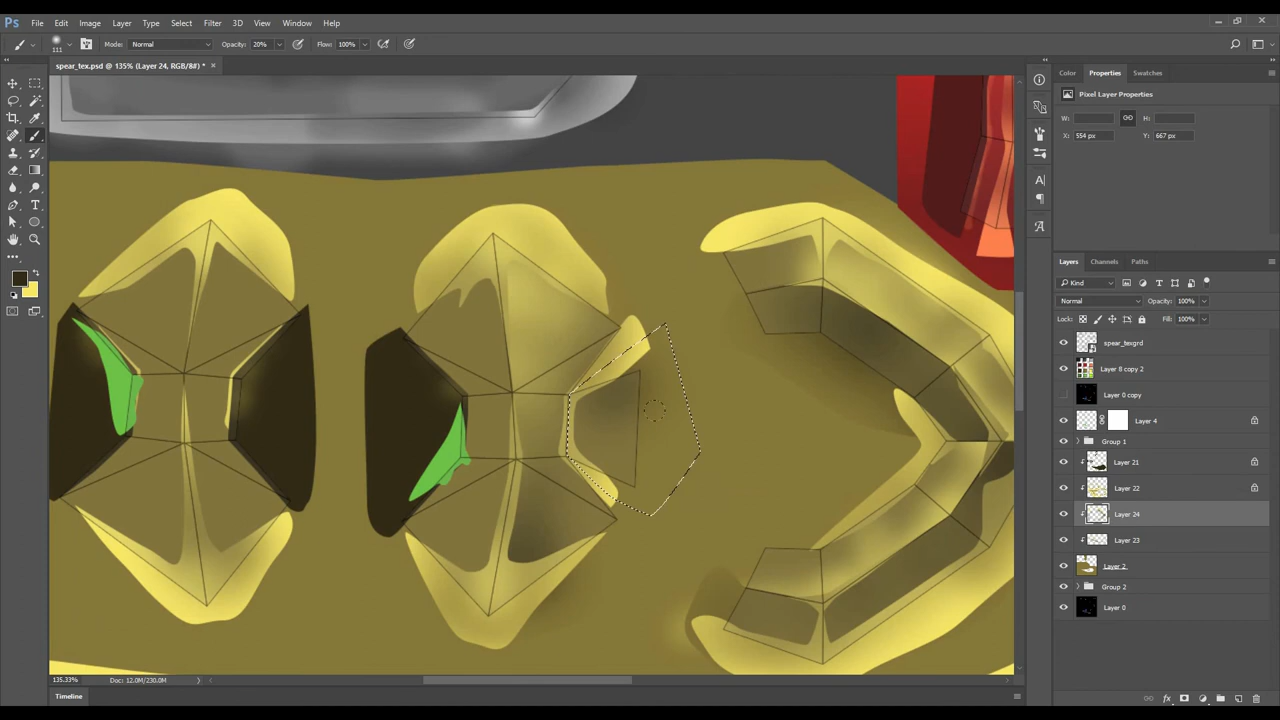 Ps File Edit Image Layer Type Select Filter 3D View Window Help
111 Mode: Normal Opacity: 20% Flow: 100%
spear_tex.psd @ 135% (Layer 24, RGB/8#) * ×
Color Properties Swatches
Pixel Layer Properties
W: H:
X: 554 px Y: 667 px
Layers Channels Paths
Kind
Normal Opacity: 100%
Lock: Fill: 100%
spear_texgrd
Layer 8 copy 2
Layer 0 copy
Layer 4
Group 1
Layer 21
Layer 22
Layer 24
Layer 23
Layer 2
Group 2
Layer 0
135.33% Doc: 12.0M/230.0M
Timeline